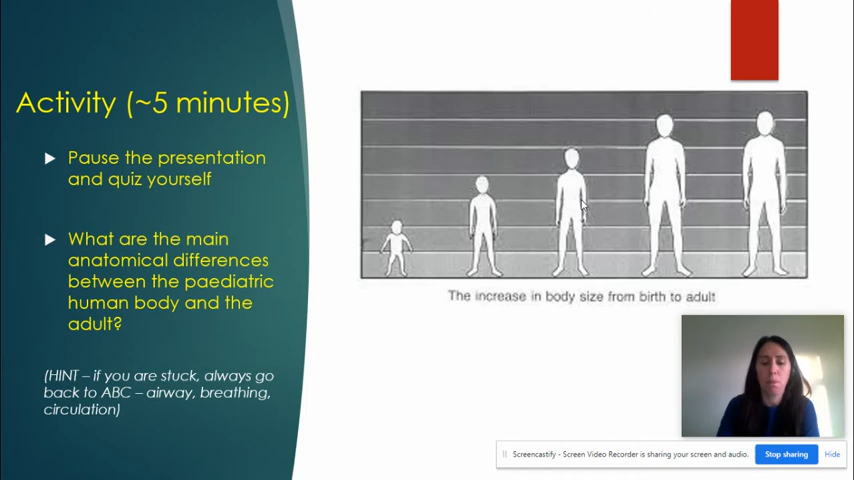 Activity (~5 minutes)
Pause the presentation
and quiz yourself
What are the main
anatomical differences
between the paediatric
human body and the
adult?
(HINT – if you are stuck, always go
back to ABC – airway, breathing,
circulation)
The increase in body size from birth to adult
Screencastify - Screen Video Recorder is sharing your screen and audio.
Stop sharing
Hide